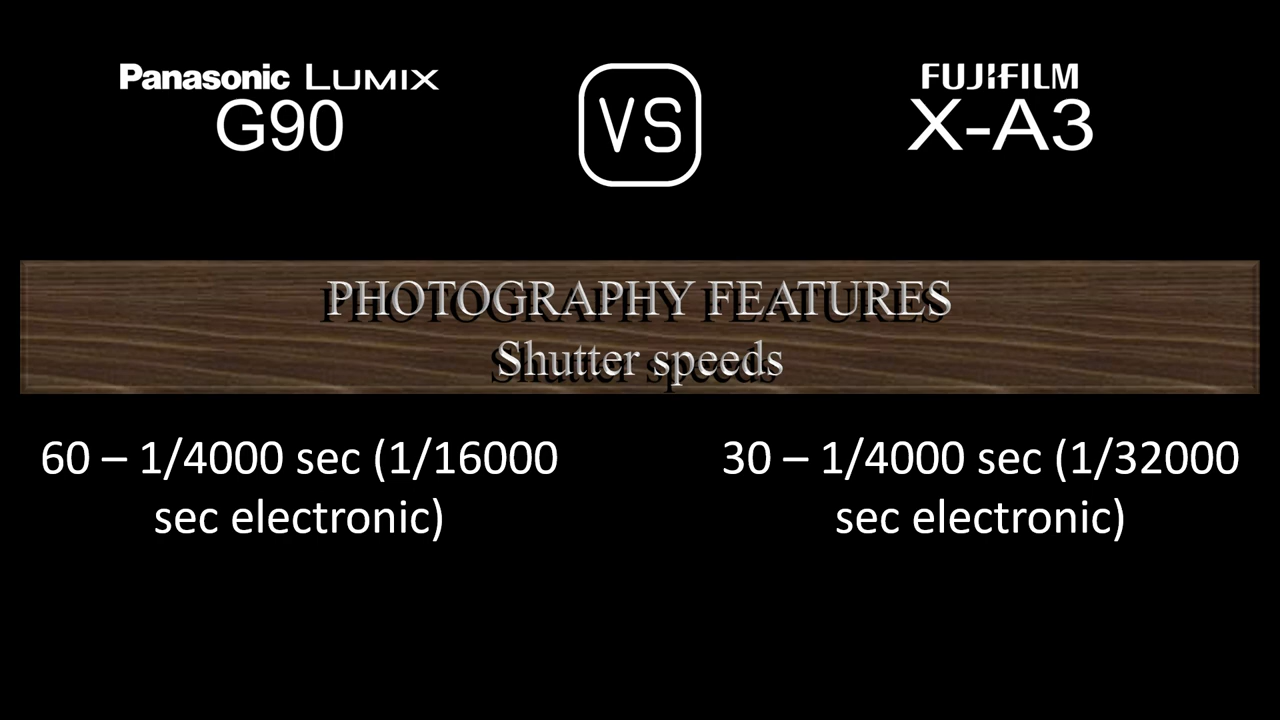 Panasonic LUMIX
G90
VS
FUJIFILM
X-A3
PHOTOGRAPHY FEATURES
Shutter speeds
60 – 1/4000 sec (1/16000
sec electronic)
30 – 1/4000 sec (1/32000
sec electronic)